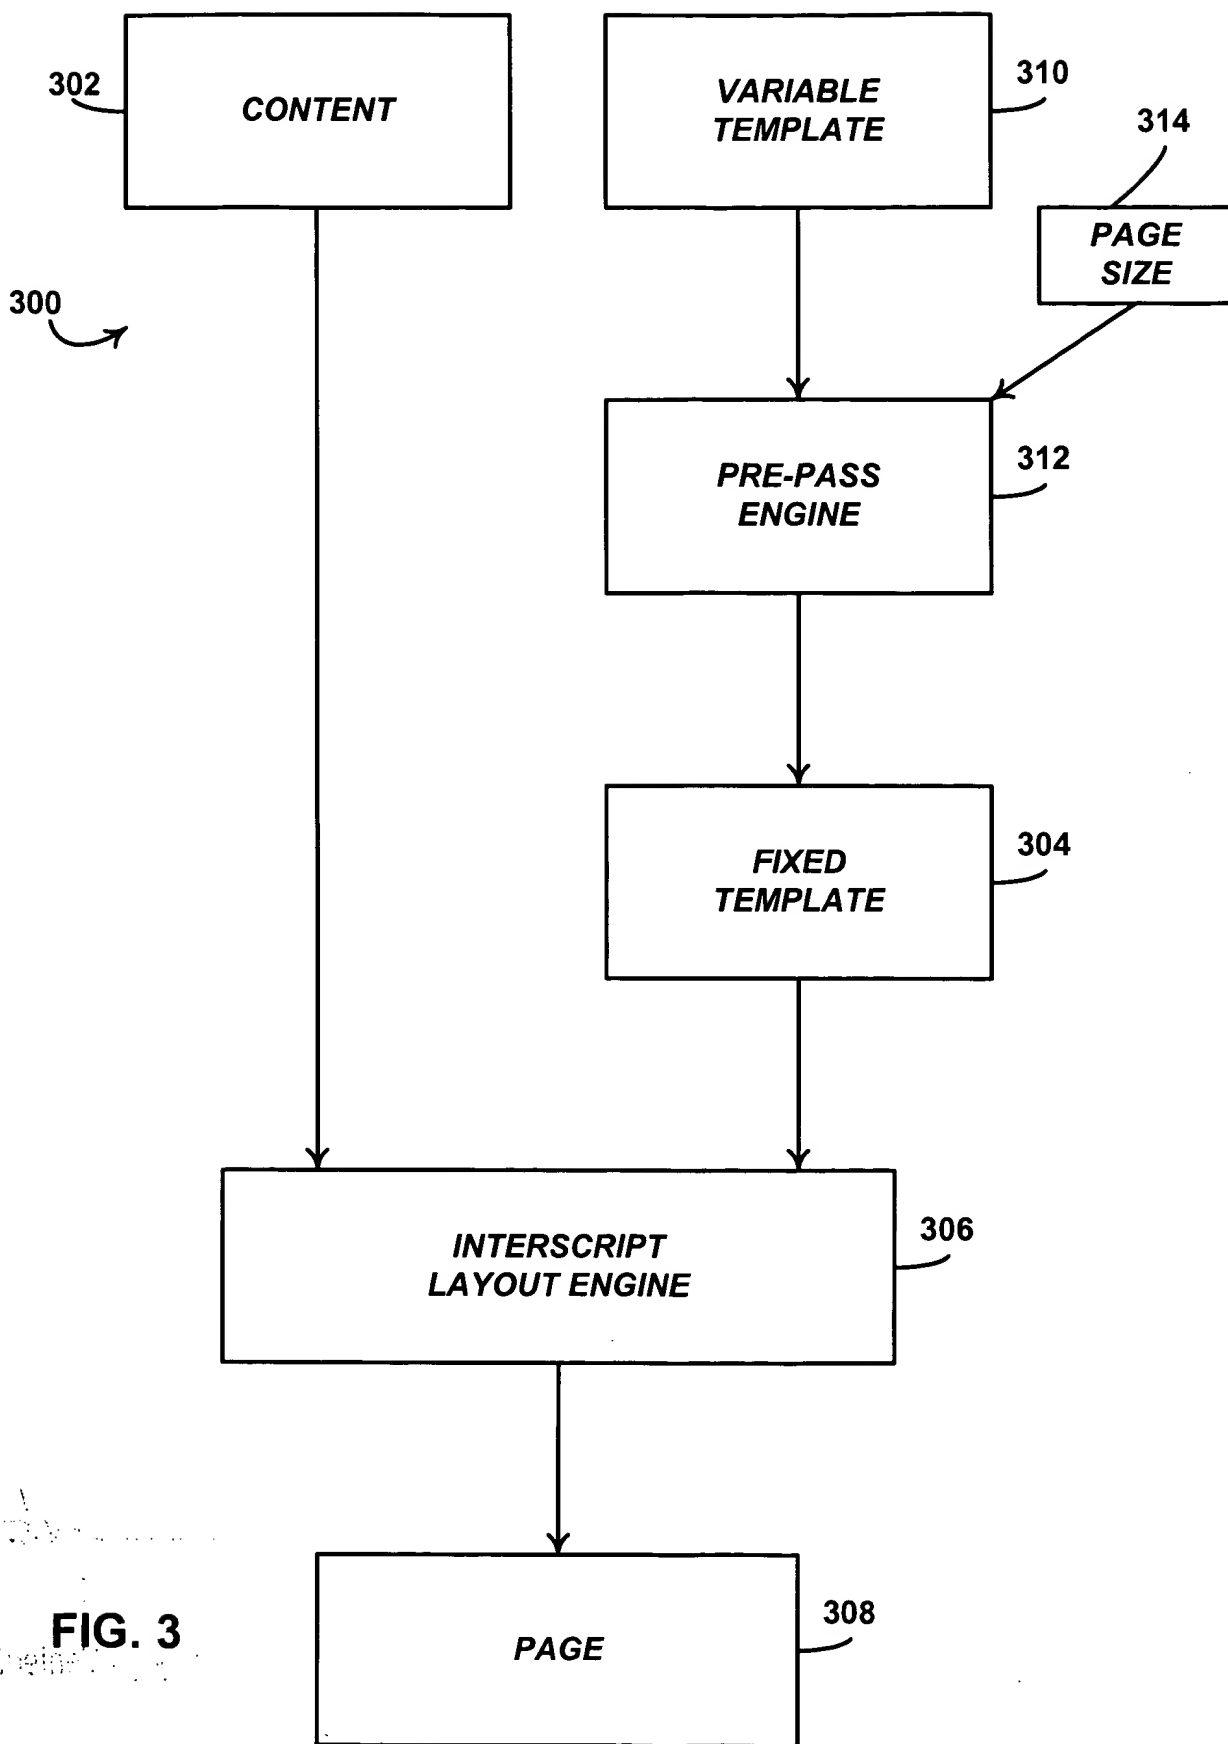 302
CONTENT
VARIABLE
TEMPLATE
310
314
PAGE
SIZE
300
PRE-PASS
ENGINE
312
FIXED
TEMPLATE
304
INTERSCRIPT
LAYOUT ENGINE
306
FIG. 3
PAGE
308